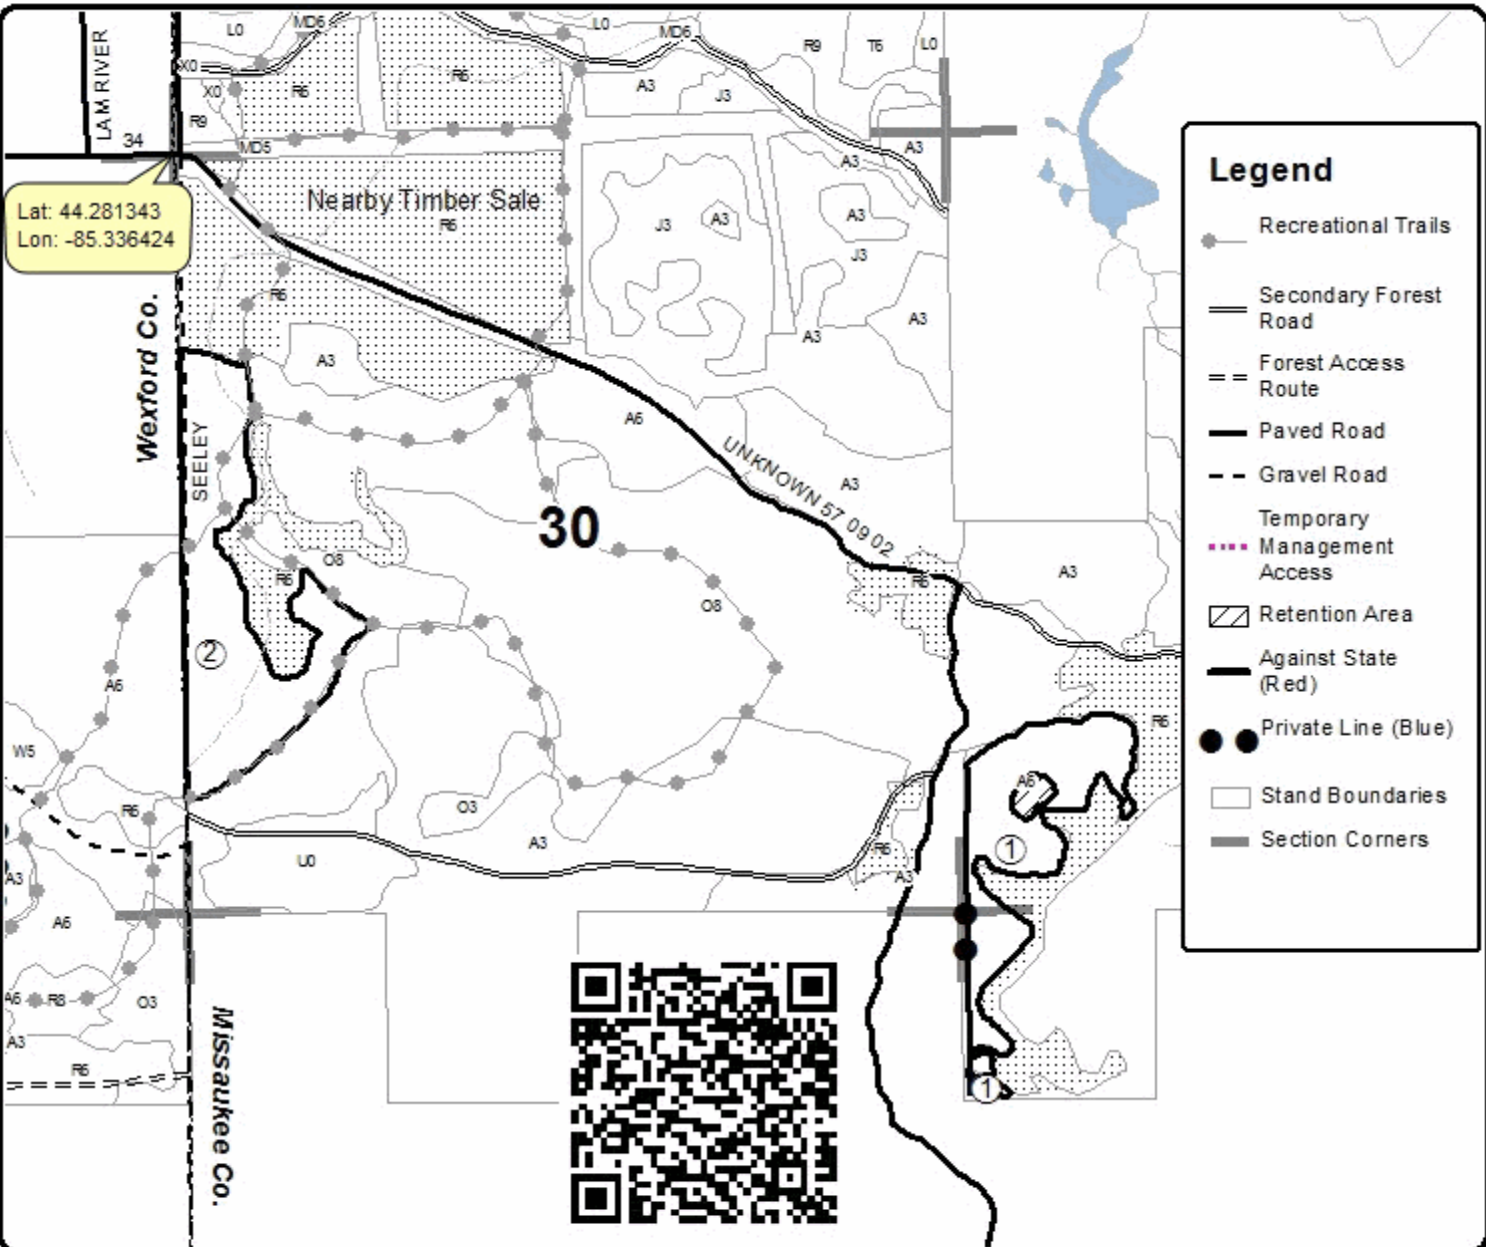 L0
MD6
L0
MD6
R9
T6
L0
LAM RIVER
X0
X0
R6
R6
A3
J3
R9
34
MD5
A3
A3
Nearby Timber Sale
R6
J3
A3
A3
J3
Lat: 44.281343
Lon: -85.336424
R6
A3
A3
Wexford Co.
A3
SEELEY
A6
UNKNOWN 57 09 02
A3
30
O8
R6
R6
A3
O8
2
A6
W5
R6
R6
A6
O3
A3
1
U0
R6
A3
A3
A6
A6
R8
O3
A3
R6
Missaukee Co.
1
Legend
Recreational Trails
Secondary Forest
Road
Forest Access
Route
Paved Road
Gravel Road
Temporary
Management
Access
Retention Area
Against State
(Red)
Private Line (Blue)
Stand Boundaries
Section Corners